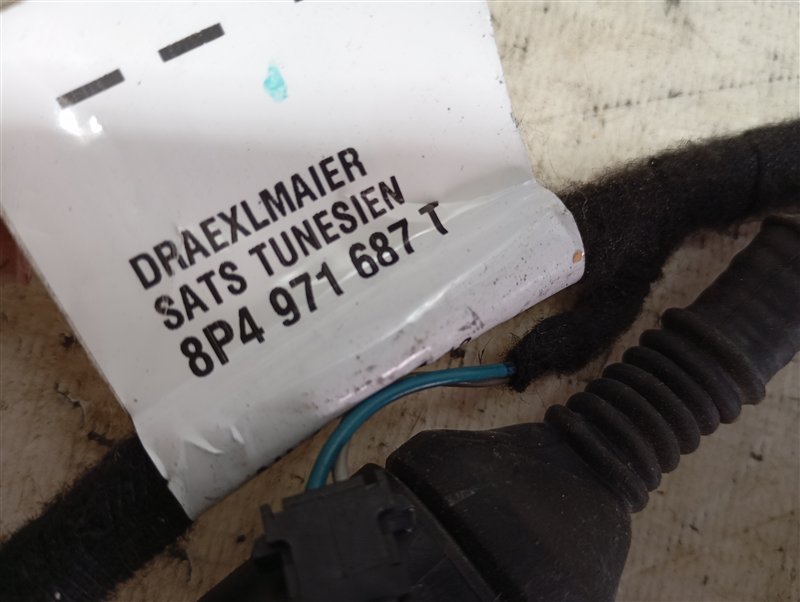 DRAEXLMAIER
SATS TUNESIEN
8P4 971 687 T